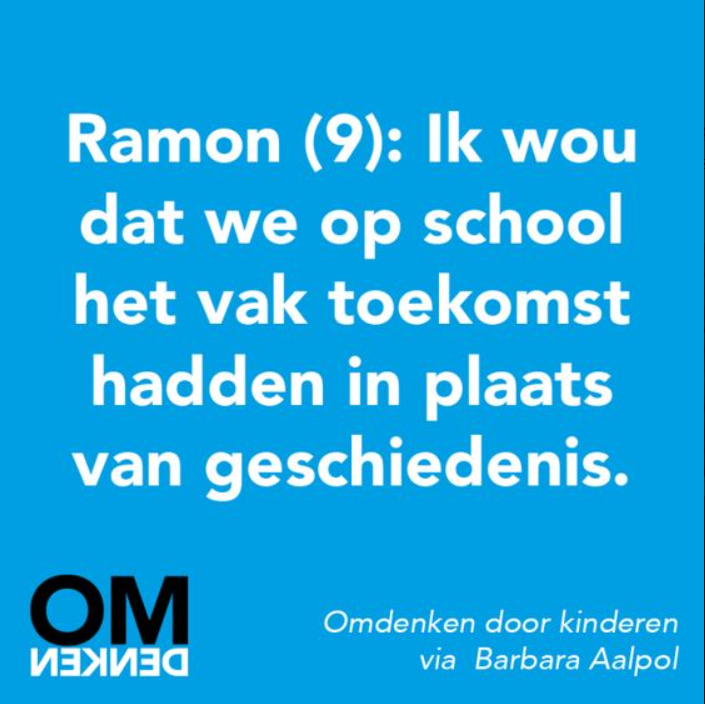 Ramon (9): Ik wou
dat we op school
het vak toekomst
hadden in plaats
van geschiedenis.
OM
DENKEN
Omdenken door kinderen
via Barbara Aalpol